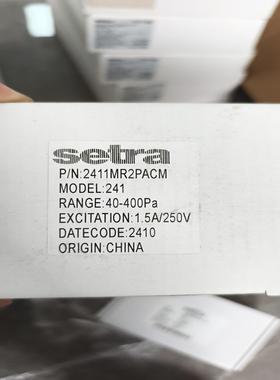 setra
P/N:2411MR2PACM
MODEL:241
RANGE:40-400Pa
EXCITATION:1.5A/250V
DATECODE:2410
ORIGIN:CHINA